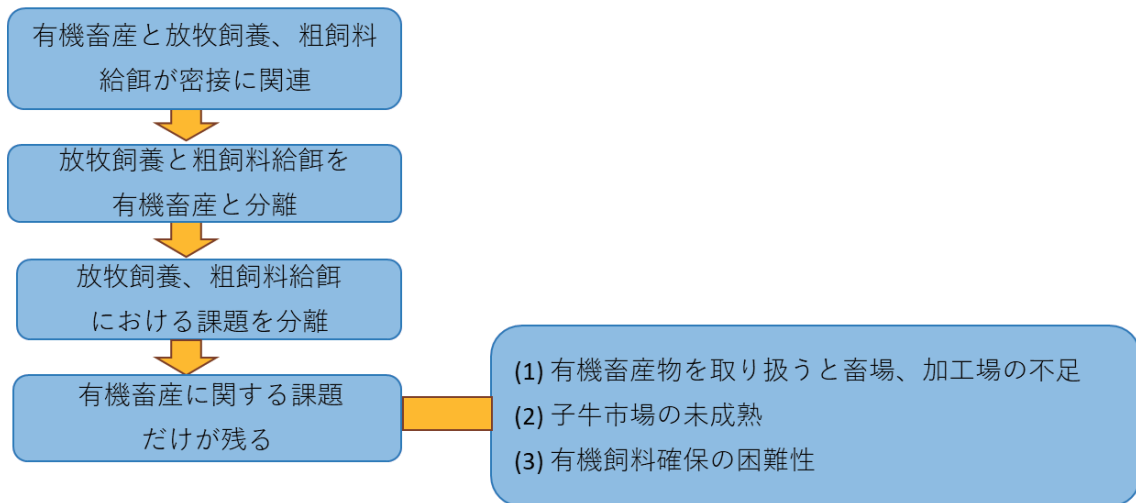 有機畜産と放牧飼養、粗飼料
給餌が密接に関連
放牧飼養と粗飼料給餌を
有機畜産と分離
放牧飼養、粗飼料給餌
における課題を分離
有機畜産に関する課題
だけが残る
(1) 有機畜産物を取り扱うと畜場、加工場の不足
(2) 子牛市場の未成熟
(3) 有機飼料確保の困難性